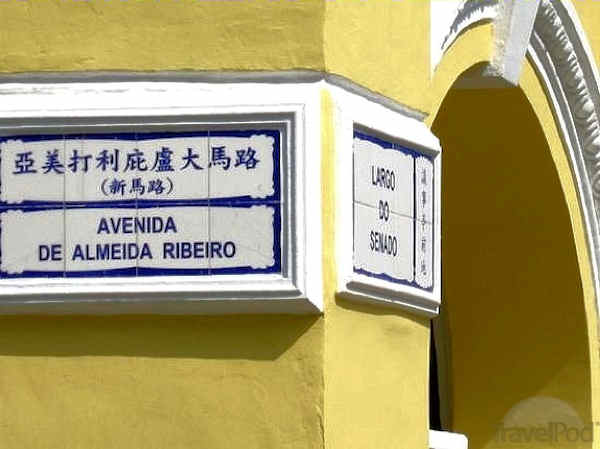 亞美打利庇盧大馬路
(新馬路)
AVENIDA
DE ALMEIDA RIBEIRO
LARGO
DO
SENADO
議事亭前地
TravelPod